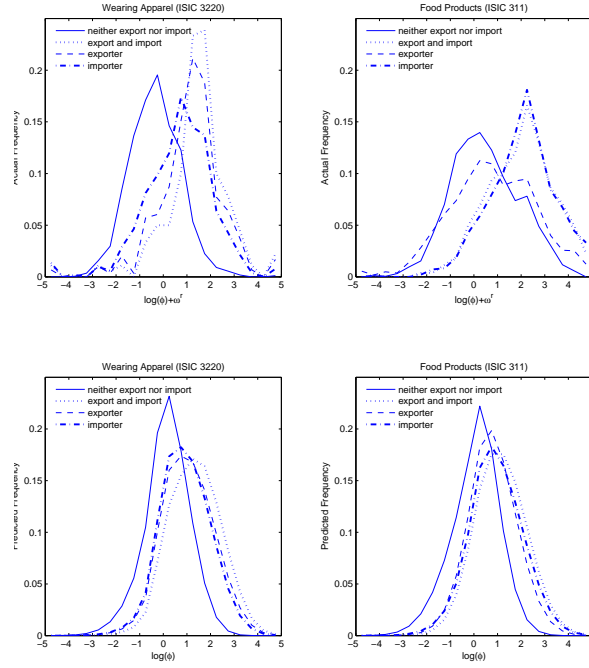 Wearing Apparel (ISIC 3220)
neither export nor import
export and import
exporter
importer
0.2
0.15
0.1
0.05
0
Actual Frequency
−5 −4 −3 −2 −1 0 1 2 3 4 5
log(ϕ)+ω^r
Food Products (ISIC 311)
neither export nor import
export and import
exporter
importer
0.2
0.15
0.1
0.05
0
Actual Frequency
−5 −4 −3 −2 −1 0 1 2 3 4 5
log(ϕ)+ω^r
Wearing Apparel (ISIC 3220)
neither export nor import
export and import
exporter
importer
0.2
0.15
0.1
0.05
0
Predicted Frequency
−5 −4 −3 −2 −1 0 1 2 3 4 5
log(ϕ)
Food Products (ISIC 311)
neither export nor import
export and import
exporter
importer
0.2
0.15
0.1
0.05
0
Predicted Frequency
−5 −4 −3 −2 −1 0 1 2 3 4 5
log(ϕ)